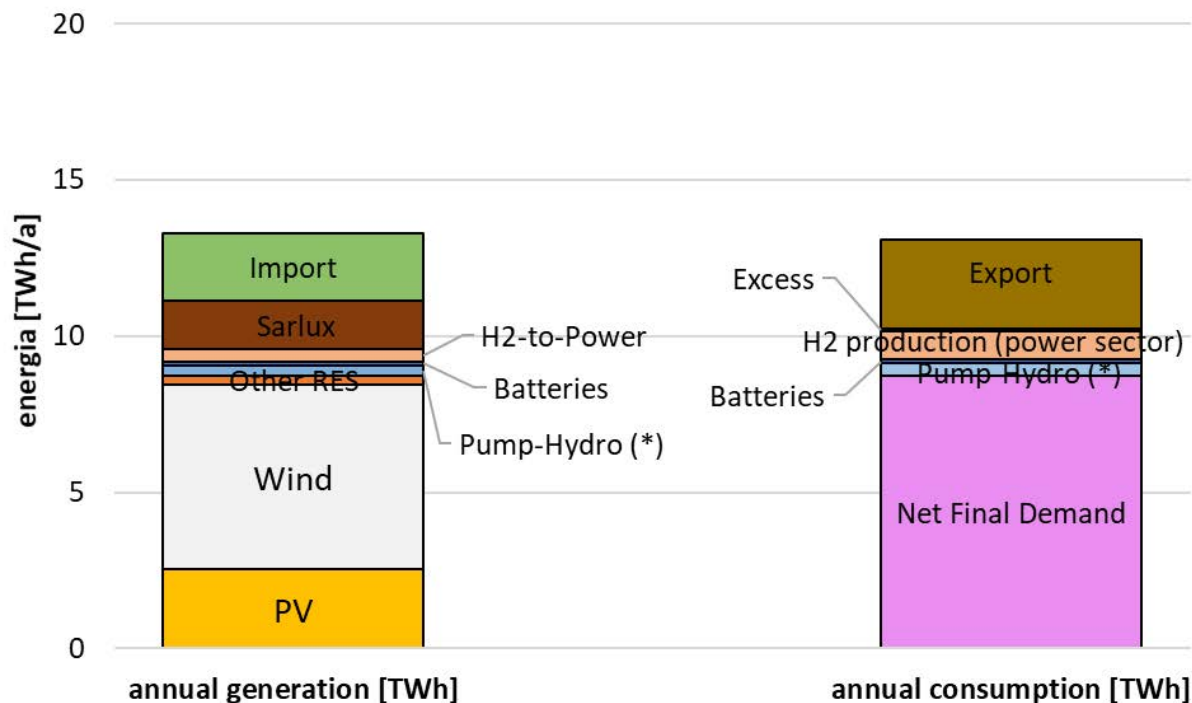 20
15
10
5
0
energia [TWh/a]
Import
Sarlux
H2-to-Power
Batteries
Other RES
Pump-Hydro (*)
Wind
PV
Export
Excess
H2 production (power sector)
Pump-Hydro (*)
Batteries
Net Final Demand
annual generation [TWh]
annual consumption [TWh]